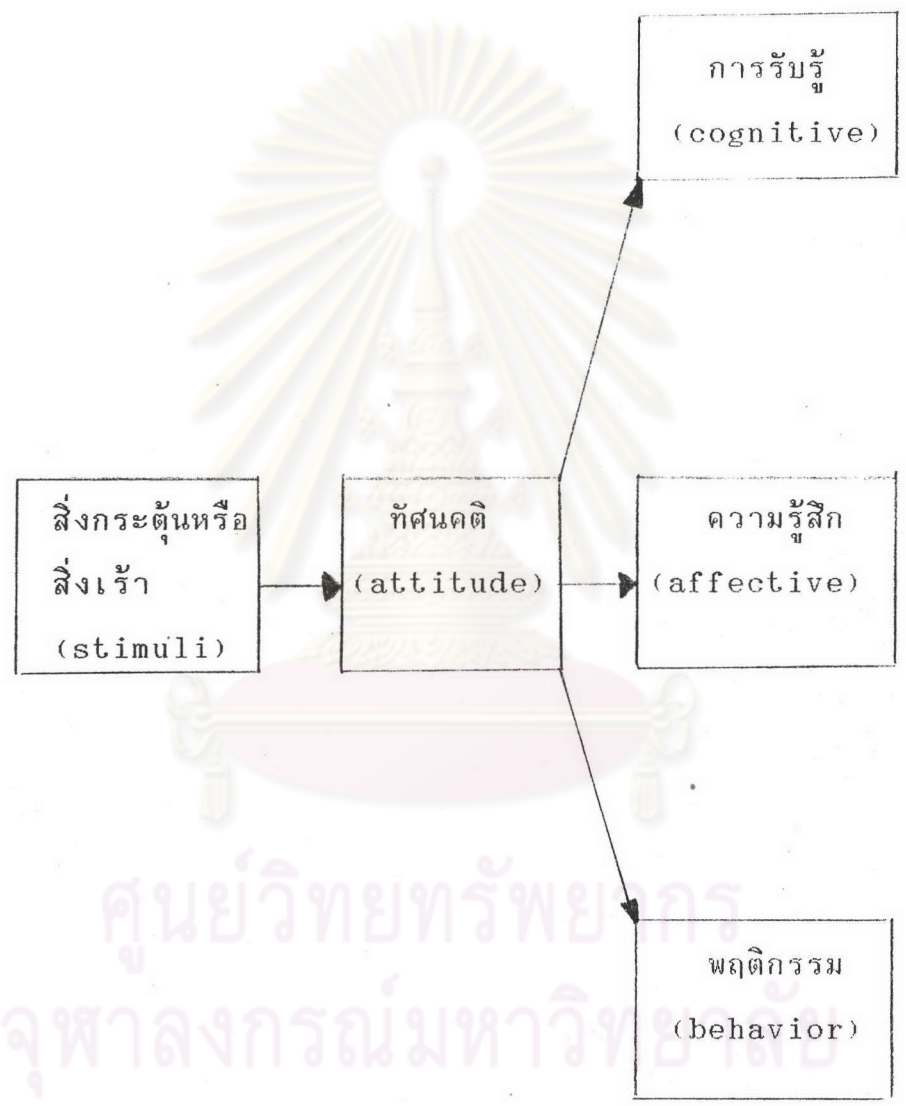 การรับรู้
(cognitive)
สิ่งกระตุ้นหรือ
สิ่งเร้า
(stimuli)
ทัศนคติ
(attitude)
ความรู้สึก
(affective)
พฤติกรรม
(behavior)
ศูนย์วิทยทรัพยากร
จุฬาลงกรณ์มหาวิทยาลัย